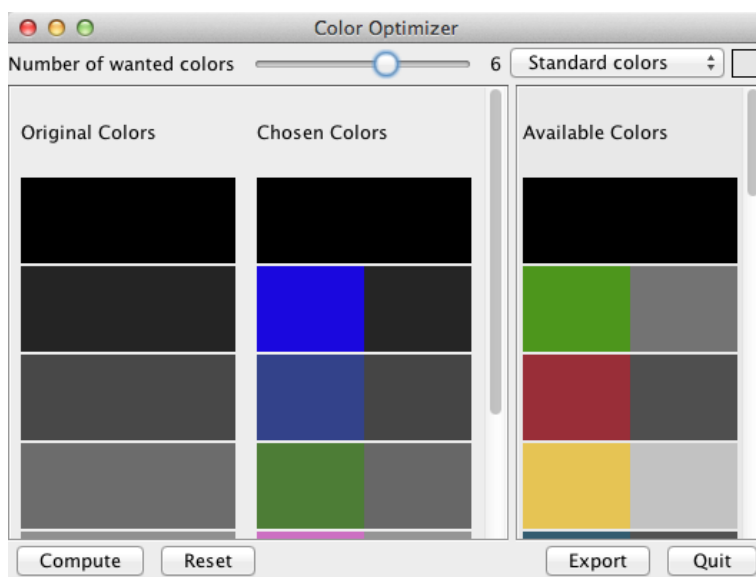 Color Optimizer
Number of wanted colors 6 Standard colors
Original Colors Chosen Colors Available Colors
Compute Reset Export Quit